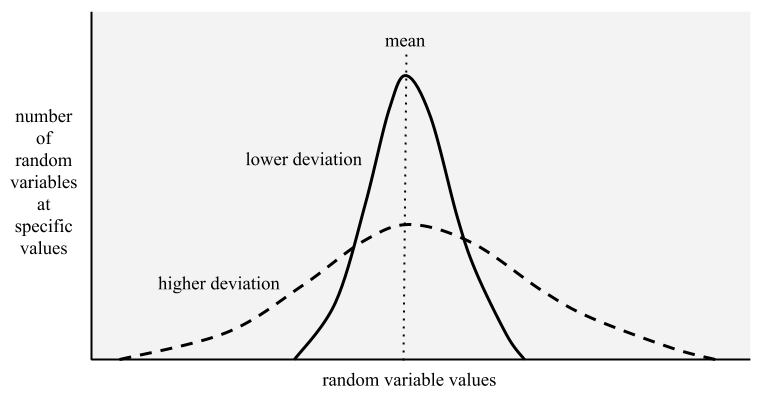 mean
number
of
random
variables
at
specific
values
lower deviation
higher deviation
random variable values